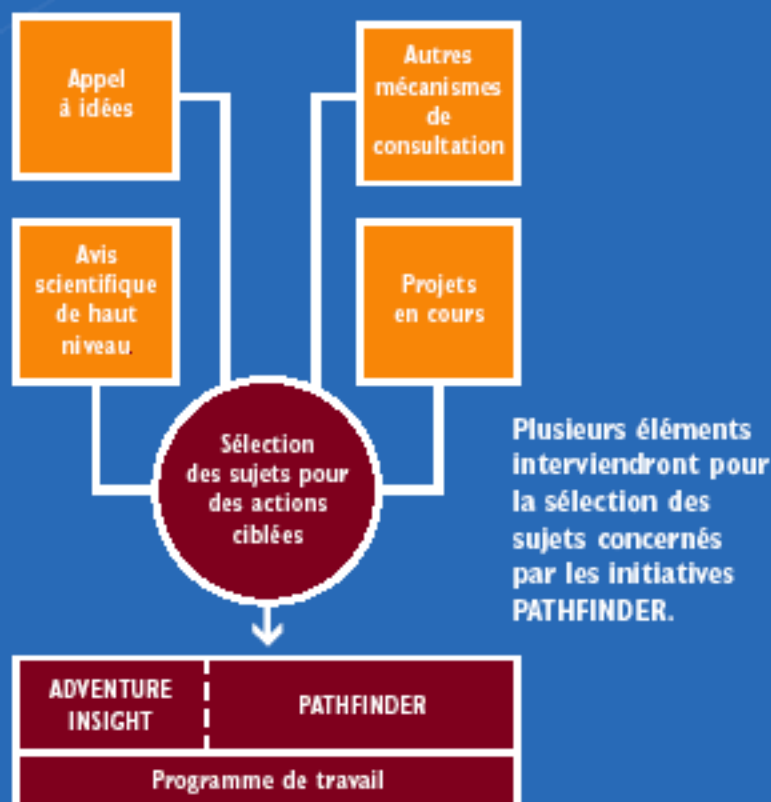 Appel
à idées
Autres
mécanismes
de
consultation
Avis
scientifique
de haut
niveau.
Projets
en cours
Sélection
des sujets pour
des actions
ciblées
Plusieurs éléments
interviendront pour
la sélection des
sujets concernés
par les initiatives
PATHFINDER.
ADVENTURE
INSIGHT
PATHFINDER
Programme de travail